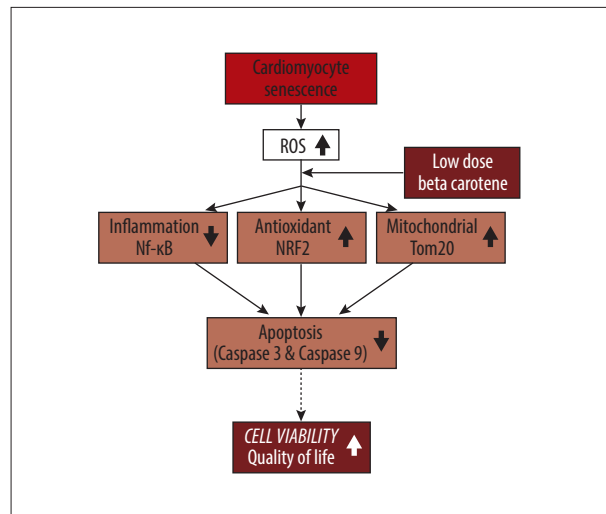 Cardiomyocyte
senescence
ROS
Low dose
beta carotene
Inflammation
Nf-κB
Antioxidant
NRF2
Mitochondrial
Tom20
Apoptosis
(Caspase 3 & Caspase 9)
CELL VIABILITY
Quality of life